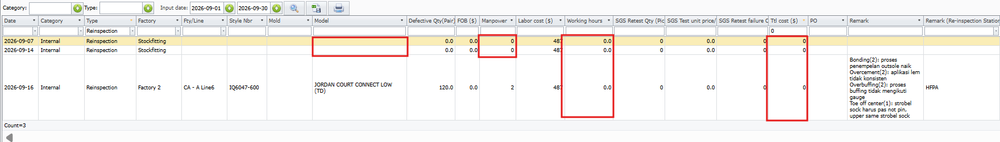 Category: Type: Input date: 2026-09-01 2026-09-30
Date Category Type Factory Fty/Line Style Nbr Mold Model Defective Qty(Pair) FOB ($) Manpower Labor cost ($) Working hours SGS Retest Qty (Pic SGS Test unit price/ SGS Retest failure C Ttl cost ($) PO Remark Remark (Re-inspection Station
Reinspection 0
2026-09-07 Internal Reinspection Stockfitting 0.0 0.0 0 487 0.0 0 0.0 0 0
2026-09-14 Internal Reinspection Stockfitting 0.0 0.0 0 487 0.0 0 0.0 0 0
2026-09-16 Internal Reinspection Factory 2 CA - A Line6 IQ6047-600
JORDAN COURT CONNECT LOW
(TD)
120.0 0.0 2 487 0.0 0 0.0 0 0
Bonding(2): proses
penempelan outsole naik
Overcement(2): aplikasi lem
tidak konsisten
Overbuffing(2): proses
buffing tidak mengikuti
gauge
Toe off center(1): strobel
sock harus pas not pin,
upper same strobel sock
HFPA
Count=3